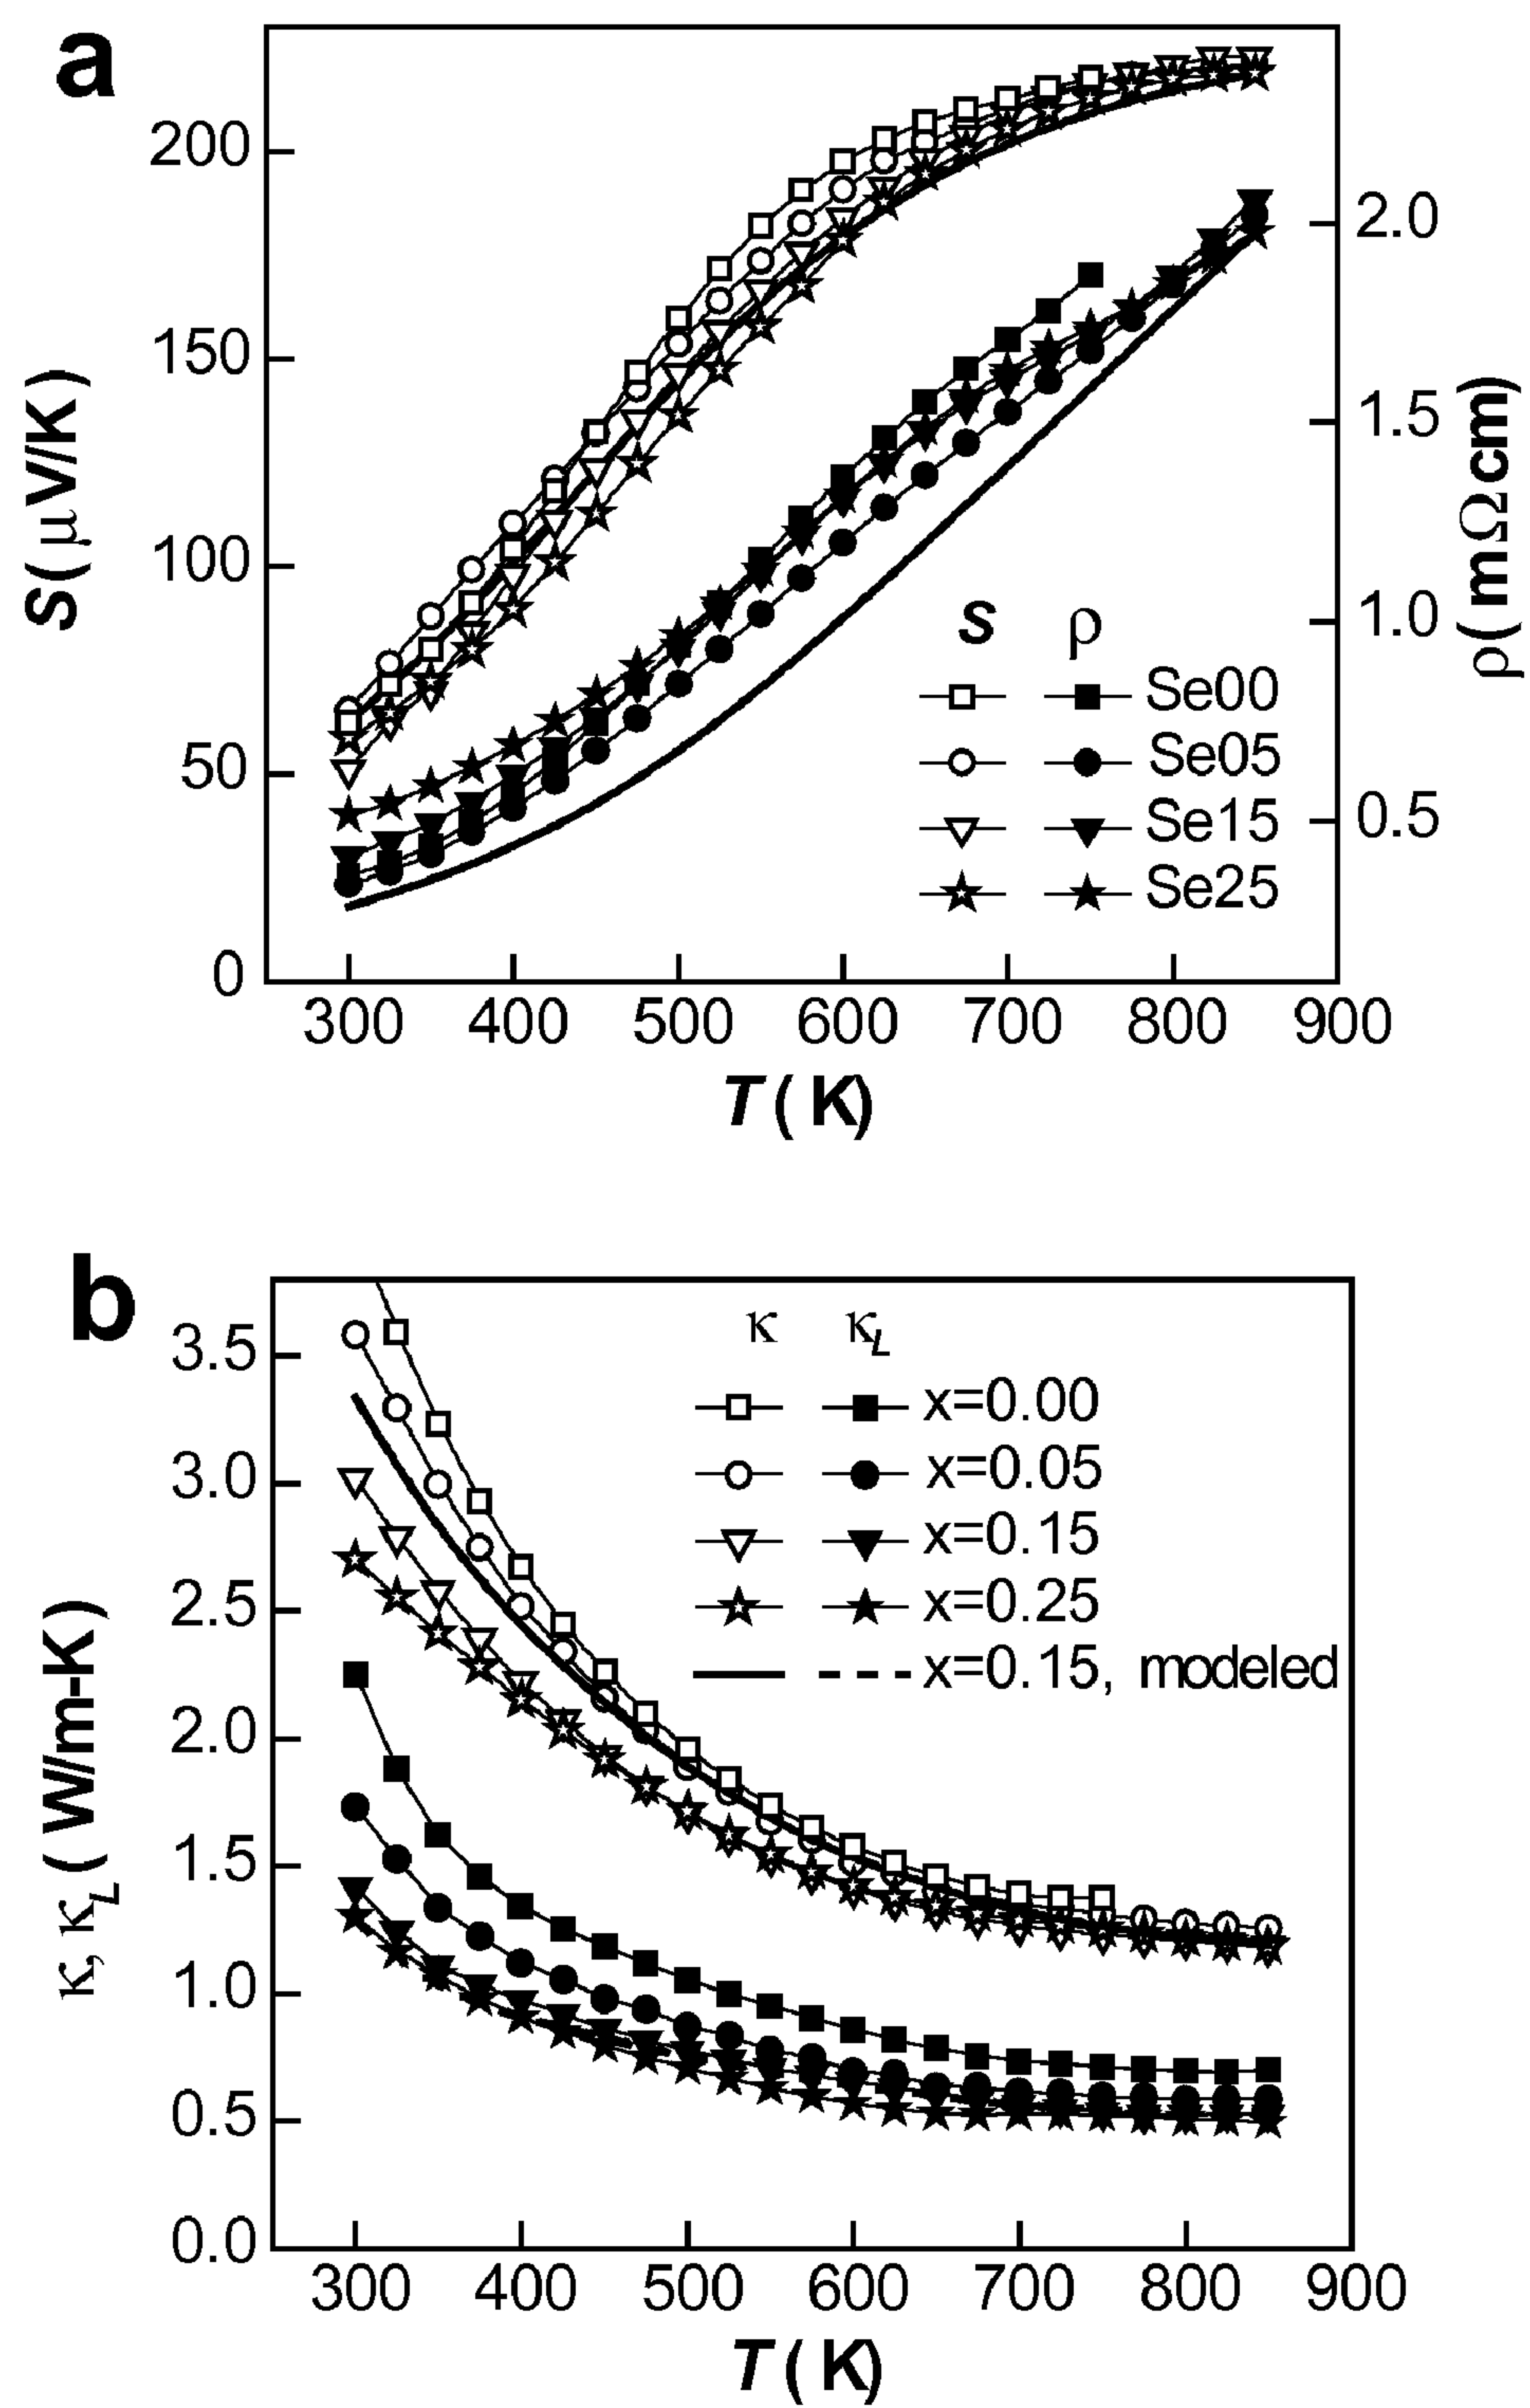 a
200
150
100
50
0
S(μV/K)
2.0
1.5
1.0
0.5
ρ(mΩcm)
S ρ
Se00
Se05
Se15
Se25
300 400 500 600 700 800 900
T(K)
b
3.5
3.0
2.5
2.0
1.5
1.0
0.5
0.0
κ, κL (W/m-K)
κ κL
x=0.00
x=0.05
x=0.15
x=0.25
x=0.15, modeled
300 400 500 600 700 800 900
T(K)